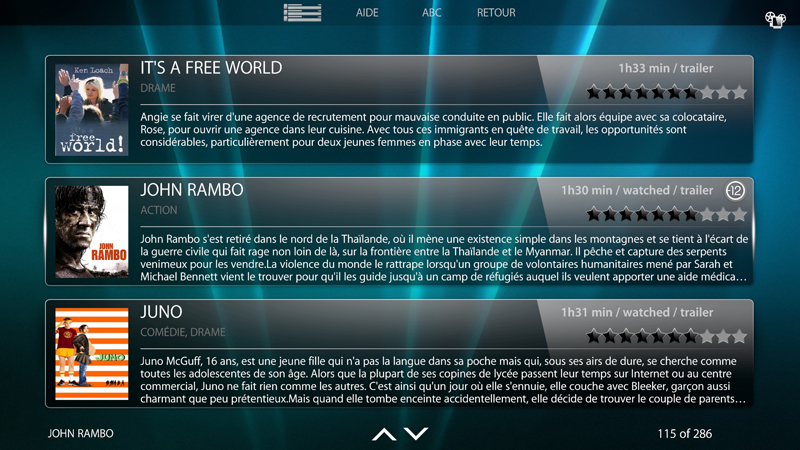 AIDE ABC RETOUR
Ken Loach
it's a
free
world!
IT'S A FREE WORLD
1h33 min / trailer
DRAME
Angie se fait virer d'une agence de recrutement pour mauvaise conduite en public. Elle fait alors équipe avec sa colocataire,
Rose, pour ouvrir une agence dans leur cuisine. Avec tous ces immigrants en quête de travail, les opportunités sont
considérables, particulièrement pour deux jeunes femmes en phase avec leur temps.
JOHN
RAMBO
JOHN RAMBO
1h30 min / watched / trailer -12
ACTION
John Rambo s'est retiré dans le nord de la Thaïlande, où il mène une existence simple dans les montagnes et se tient à l'écart de
la guerre civile qui fait rage non loin de là, sur la frontière entre la Thaïlande et le Myanmar. Il pêche et capture des serpents
venimeux pour les vendre.La violence du monde le rattrape lorsqu'un groupe de volontaires humanitaires mené par Sarah et
Michael Bennett vient le trouver pour qu'il les guide jusqu'à un camp de réfugiés auquel ils veulent apporter une aide médica...
JUNO
JUNO
1h31 min / watched / trailer
COMÉDIE, DRAME
Juno McGuff, 16 ans, est une jeune fille qui n'a pas la langue dans sa poche mais qui, sous ses airs de dure, se cherche comme
toutes les adolescentes de son âge. Alors que la plupart de ses copines de lycée passent leur temps sur Internet ou au centre
commercial, Juno ne fait rien comme les autres. C'est ainsi qu'un jour où elle s'ennuie, elle couche avec Bleeker, garçon aussi
charmant que peu prétentieux.Mais quand elle tombe enceinte accidentellement, elle décide de trouver le couple de parents...
JOHN RAMBO
115 of 286